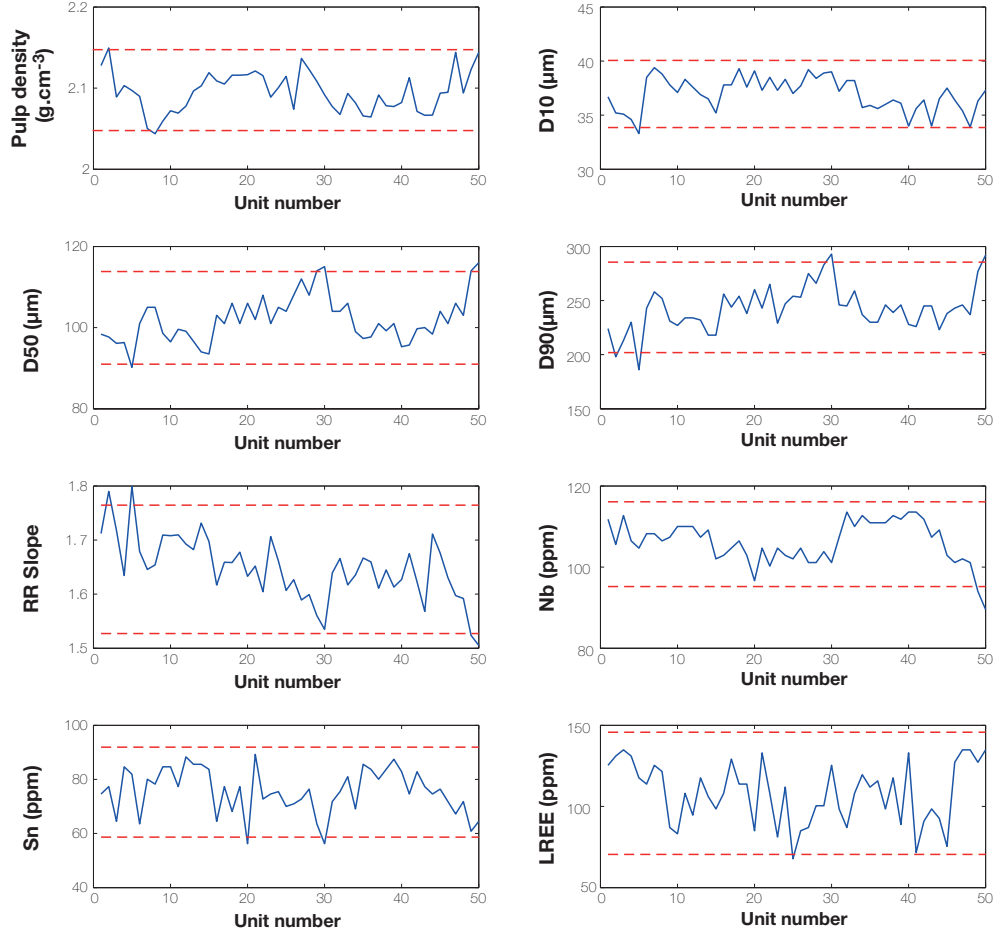 Pulp density
(g.cm-3)
2.2
2.1
2
0 10 20 30 40 50
Unit number
D10 (µm)
45
40
35
30
0 10 20 30 40 50
Unit number
D50 (µm)
120
100
80
0 10 20 30 40 50
Unit number
D90(µm)
300
250
200
150
0 10 20 30 40 50
Unit number
RR Slope
1.8
1.7
1.6
1.5
0 10 20 30 40 50
Unit number
Nb (ppm)
120
100
80
0 10 20 30 40 50
Unit number
Sn (ppm)
100
80
60
40
0 10 20 30 40 50
Unit number
LREE (ppm)
150
100
50
0 10 20 30 40 50
Unit number